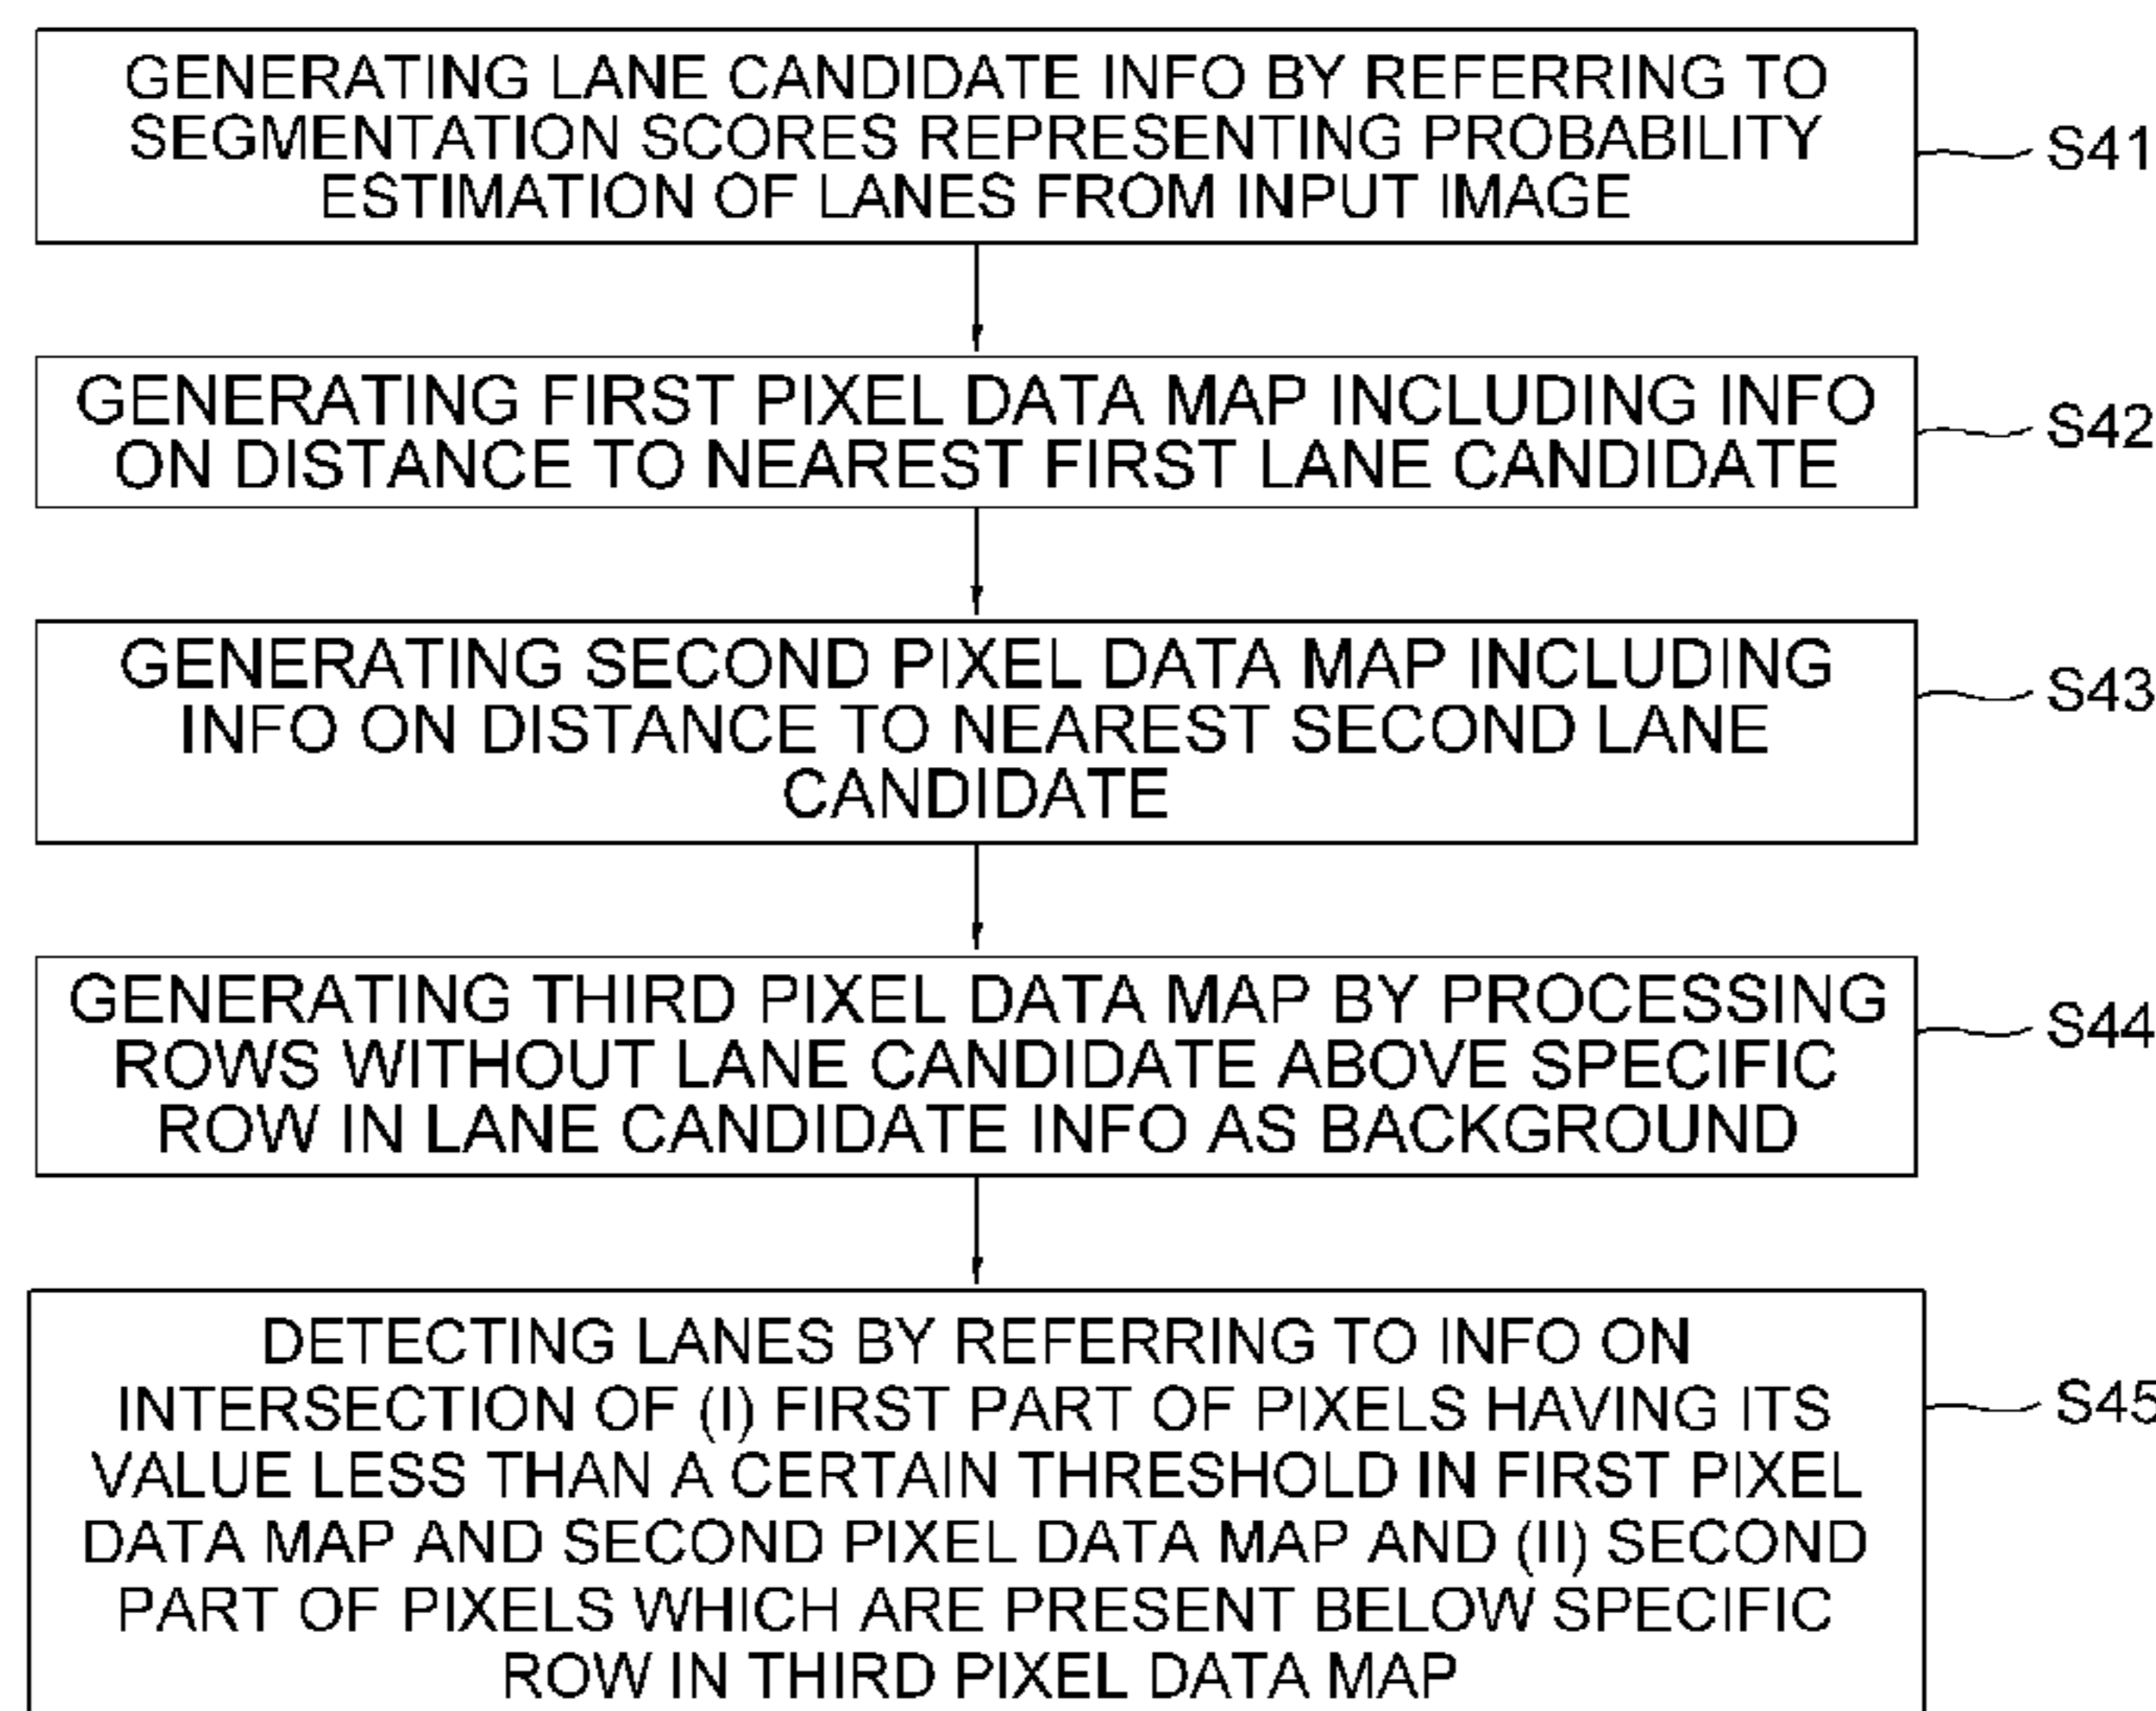 GENERATING LANE CANDIDATE INFO BY REFERRING TO
SEGMENTATION SCORES REPRESENTING PROBABILITY
ESTIMATION OF LANES FROM INPUT IMAGE
S41
GENERATING FIRST PIXEL DATA MAP INCLUDING INFO
ON DISTANCE TO NEAREST FIRST LANE CANDIDATE
S42
GENERATING SECOND PIXEL DATA MAP INCLUDING
INFO ON DISTANCE TO NEAREST SECOND LANE
CANDIDATE
S43
GENERATING THIRD PIXEL DATA MAP BY PROCESSING
ROWS WITHOUT LANE CANDIDATE ABOVE SPECIFIC
ROW IN LANE CANDIDATE INFO AS BACKGROUND
S44
DETECTING LANES BY REFERRING TO INFO ON
INTERSECTION OF (I) FIRST PART OF PIXELS HAVING ITS
VALUE LESS THAN A CERTAIN THRESHOLD IN FIRST PIXEL
DATA MAP AND SECOND PIXEL DATA MAP AND (II) SECOND
PART OF PIXELS WHICH ARE PRESENT BELOW SPECIFIC
ROW IN THIRD PIXEL DATA MAP
S45